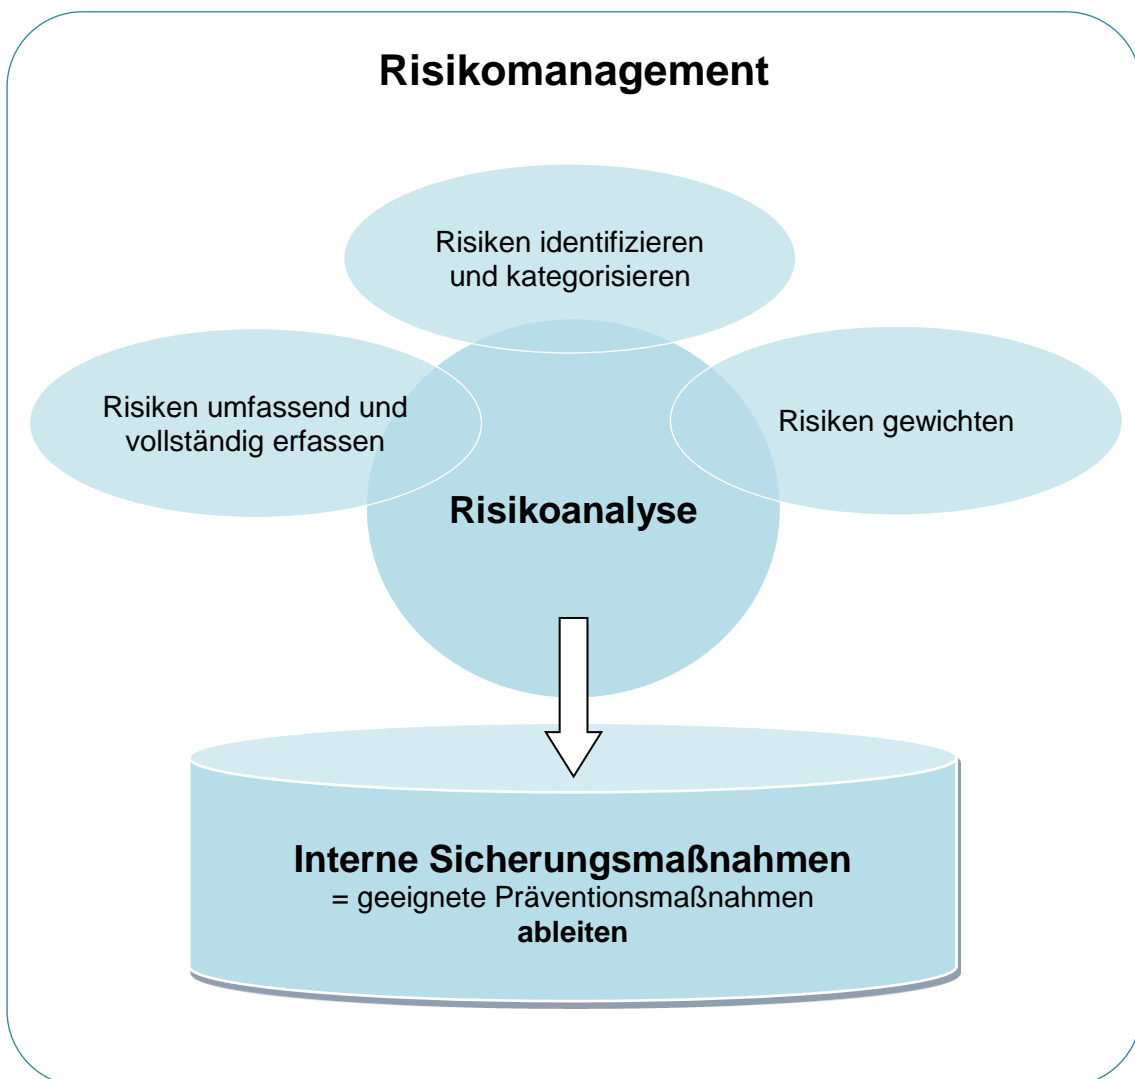 Risikomanagement
Risiken identifizieren
und kategorisieren
Risiken umfassend und
vollständig erfassen
Risiken gewichten
Risikoanalyse
Interne Sicherungsmaßnahmen
= geeignete Präventionsmaßnahmen
ableiten